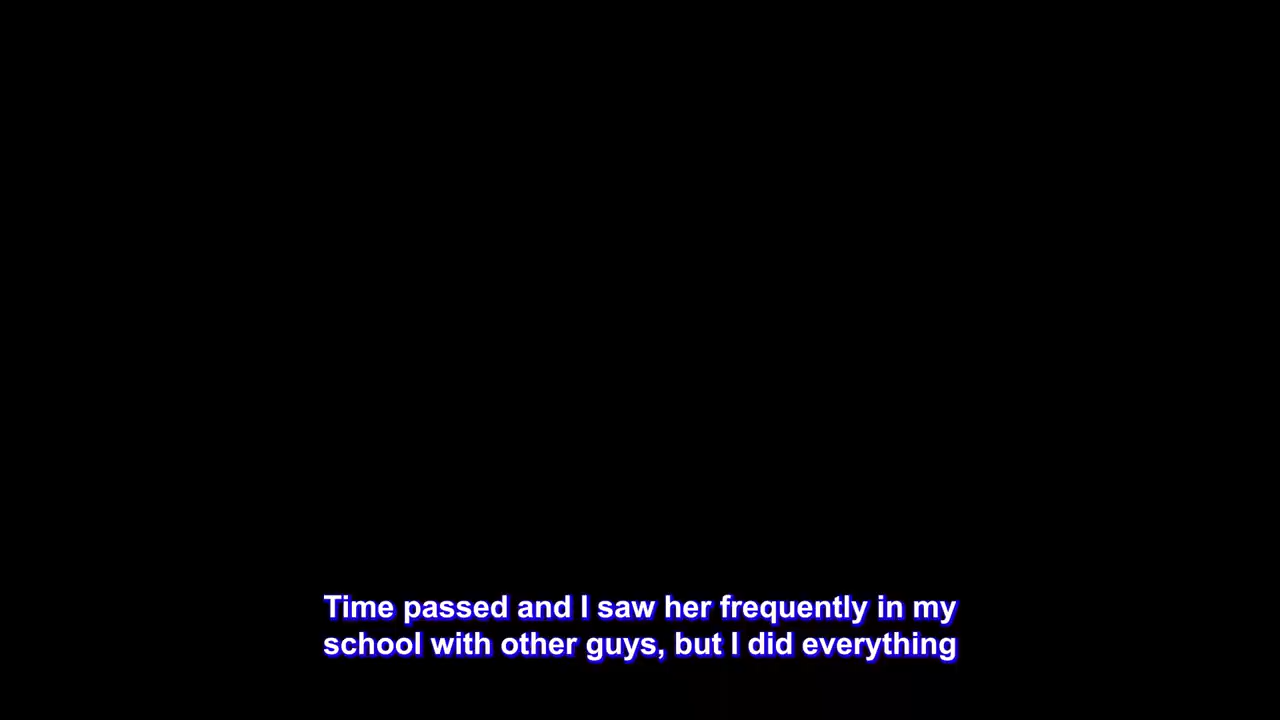 Time passed and I saw her frequently in my
school with other guys, but I did everything